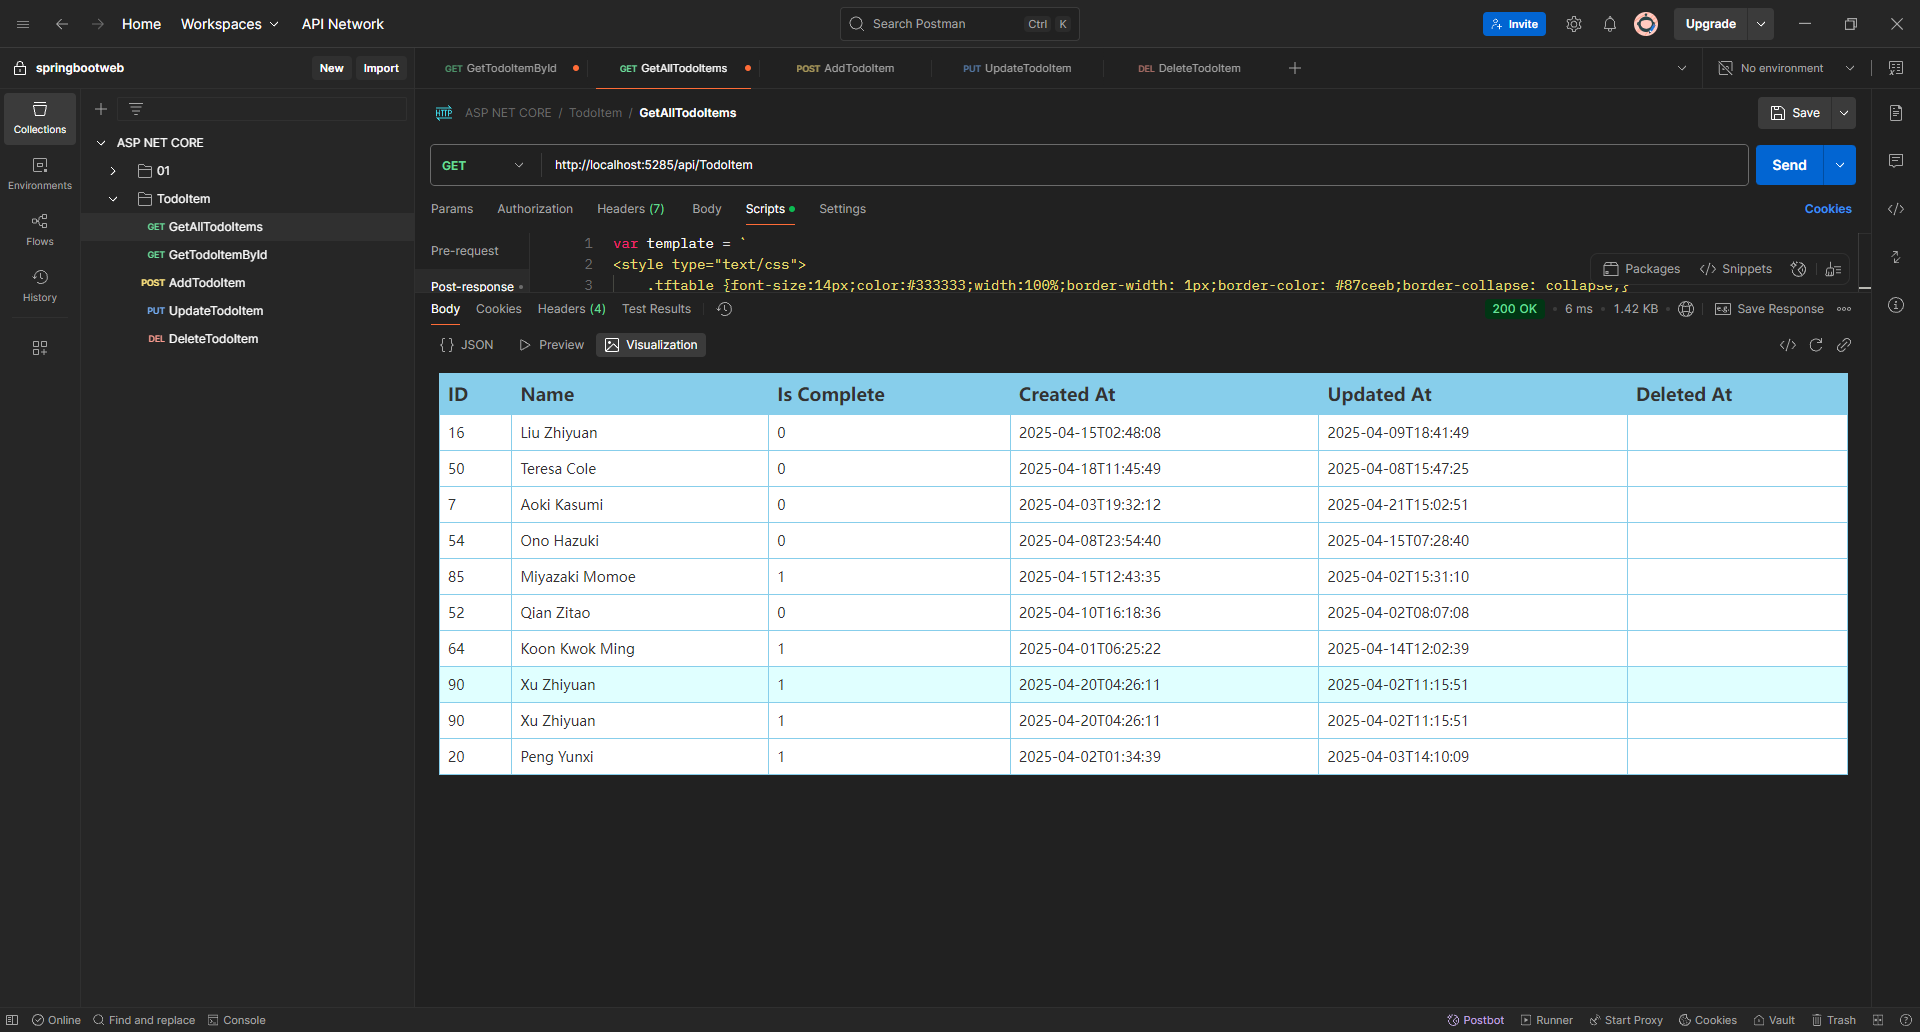 Home Workspaces API Network Search Postman Ctrl K Invite Upgrade
springbootweb New Import GET GetTodoItemById GET GetAllTodoItems POST AddTodoItem PUT UpdateTodoItem DEL DeleteTodoItem No environment
Collections
Environments
Flows
History
ASP NET CORE
01
TodoItem
GET GetAllTodoItems
GET GetTodoItemById
POST AddTodoItem
PUT UpdateTodoItem
DEL DeleteTodoItem
HTTP ASP NET CORE / TodoItem / GetAllTodoItems Save
GET http://localhost:5285/api/TodoItem Send
Params Authorization Headers (7) Body Scripts Settings Cookies
Pre-request
Post-response
1 var template = `
2 <style type="text/css">
3 .tftable {font-size:14px;color:#333333;width:100%;border-width: 1px;border-color: #87ceeb;border-collapse: collapse;}
Packages </> Snippets
Body Cookies Headers (4) Test Results 200 OK • 6 ms • 1.42 KB Save Response
{} JSON Preview Visualization
ID Name Is Complete Created At Updated At Deleted At
16 Liu Zhiyuan 0 2025-04-15T02:48:08 2025-04-09T18:41:49
50 Teresa Cole 0 2025-04-18T11:45:49 2025-04-08T15:47:25
7 Aoki Kasumi 0 2025-04-03T19:32:12 2025-04-21T15:02:51
54 Ono Hazuki 0 2025-04-08T23:54:40 2025-04-15T07:28:40
85 Miyazaki Momoe 1 2025-04-15T12:43:35 2025-04-02T15:31:10
52 Qian Zitao 0 2025-04-10T16:18:36 2025-04-02T08:07:08
64 Koon Kwok Ming 1 2025-04-01T06:25:22 2025-04-14T12:02:39
90 Xu Zhiyuan 1 2025-04-20T04:26:11 2025-04-02T11:15:51
90 Xu Zhiyuan 1 2025-04-20T04:26:11 2025-04-02T11:15:51
20 Peng Yunxi 1 2025-04-02T01:34:39 2025-04-03T14:10:09
Online Find and replace Console Postbot Runner Start Proxy Cookies Vault Trash